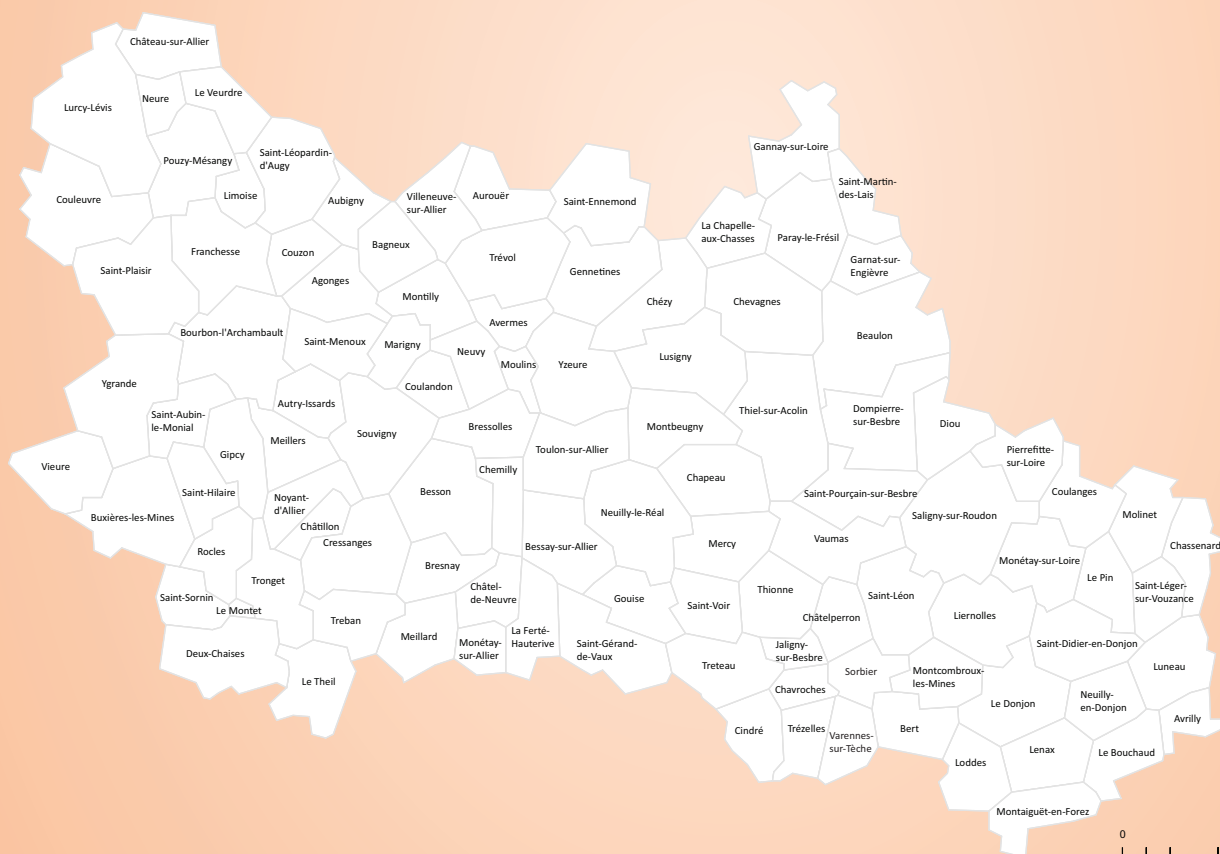 Château-sur-Allier
Lurcy-Lévis
Neure
Le Veurdre
Pouzy-Mésangy
Saint-Léopardin-
d'Augy
Couleuvre
Limoise
Aubigny
Villeneuve-
sur-Allier
Aurouër
Saint-Ennemond
Gannay-sur-Loire
Saint-Martin-
des-Lais
La Chapelle-
aux-Chasses
Paray-le-Frésil
Garnat-sur-
Engièvre
Saint-Plaisir
Franchesse
Couzon
Bagneux
Agonges
Trévol
Gennetines
Montilly
Chézy
Chevagnes
Bourbon-l'Archambault
Saint-Menoux
Marigny
Avermes
Neuvy
Moulins
Yzeure
Lusigny
Beaulon
Ygrande
Coulandon
Saint-Aubin-
le-Monial
Autry-Issards
Gipcy
Meillers
Souvigny
Bressolles
Toulon-sur-Allier
Montbeugny
Thiel-sur-Acolin
Dompierre-
sur-Besbre
Diou
Pierrefitte-
sur-Loire
Vieure
Chemilly
Saint-Hilaire
Noyant-
d'Allier
Besson
Chapeau
Saint-Pourçain-sur-Besbre
Coulanges
Buxières-les-Mines
Châtillon
Cressanges
Neuilly-le-Réal
Saligny-sur-Roudon
Molinet
Rocles
Bessay-sur-Allier
Mercy
Vaumas
Chassenard
Bresnay
Monétay-sur-Loire
Le Pin
Tronget
Châtel-
de-Neuvre
Thionne
Saint-Léon
Saint-Léger-
sur-Vouzance
Saint-Sornin
Le Montet
Treban
Gouise
Saint-Voir
Châtelperron
Liernolles
Meillard
Monétay-
sur-Allier
La Ferté-
Hauterive
Saint-Gérand-
de-Vaux
Jaligny-
sur-Besbre
Saint-Didier-en-Donjon
Deux-Chaises
Treteau
Sorbier
Montcombroux-
les-Mines
Luneau
Le Theil
Chavroches
Le Donjon
Neuilly-
en-Donjon
Avrilly
Cindré
Trézelles
Varennes-
sur-Tèche
Bert
Lenax
Le Bouchaud
Loddes
Montaiguët-en-Forez
0